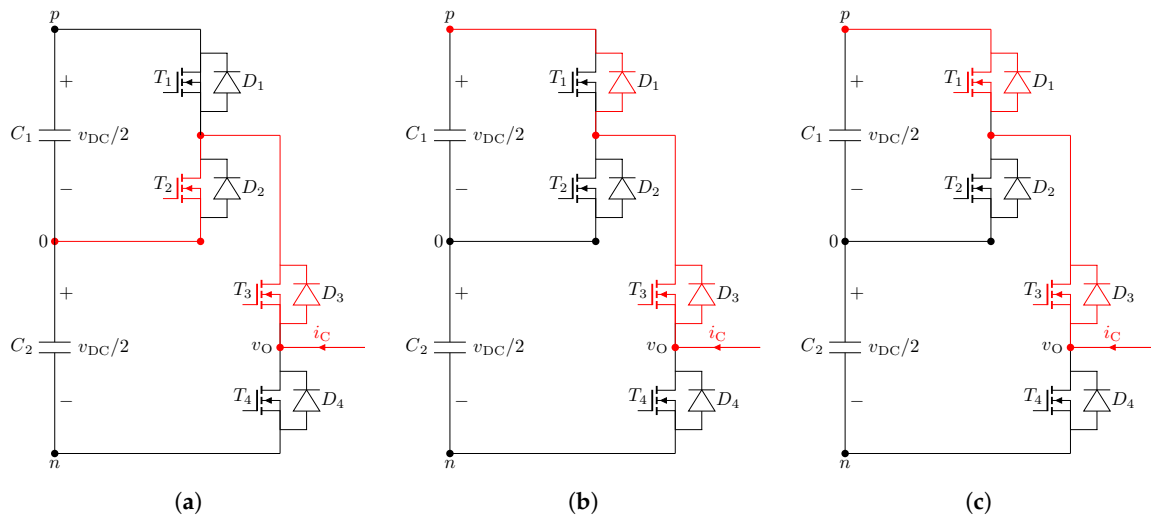 p
T1
D1
+
C1 vDC/2
−
T2
D2
0
+
T3
D3
C2 vDC/2
vO
iC
−
T4
D4
n
(a)
p
T1
D1
+
C1 vDC/2
−
T2
D2
0
+
T3
D3
C2 vDC/2
vO
iC
−
T4
D4
n
(b)
p
T1
D1
+
C1 vDC/2
−
T2
D2
0
+
T3
D3
C2 vDC/2
vO
iC
−
T4
D4
n
(c)